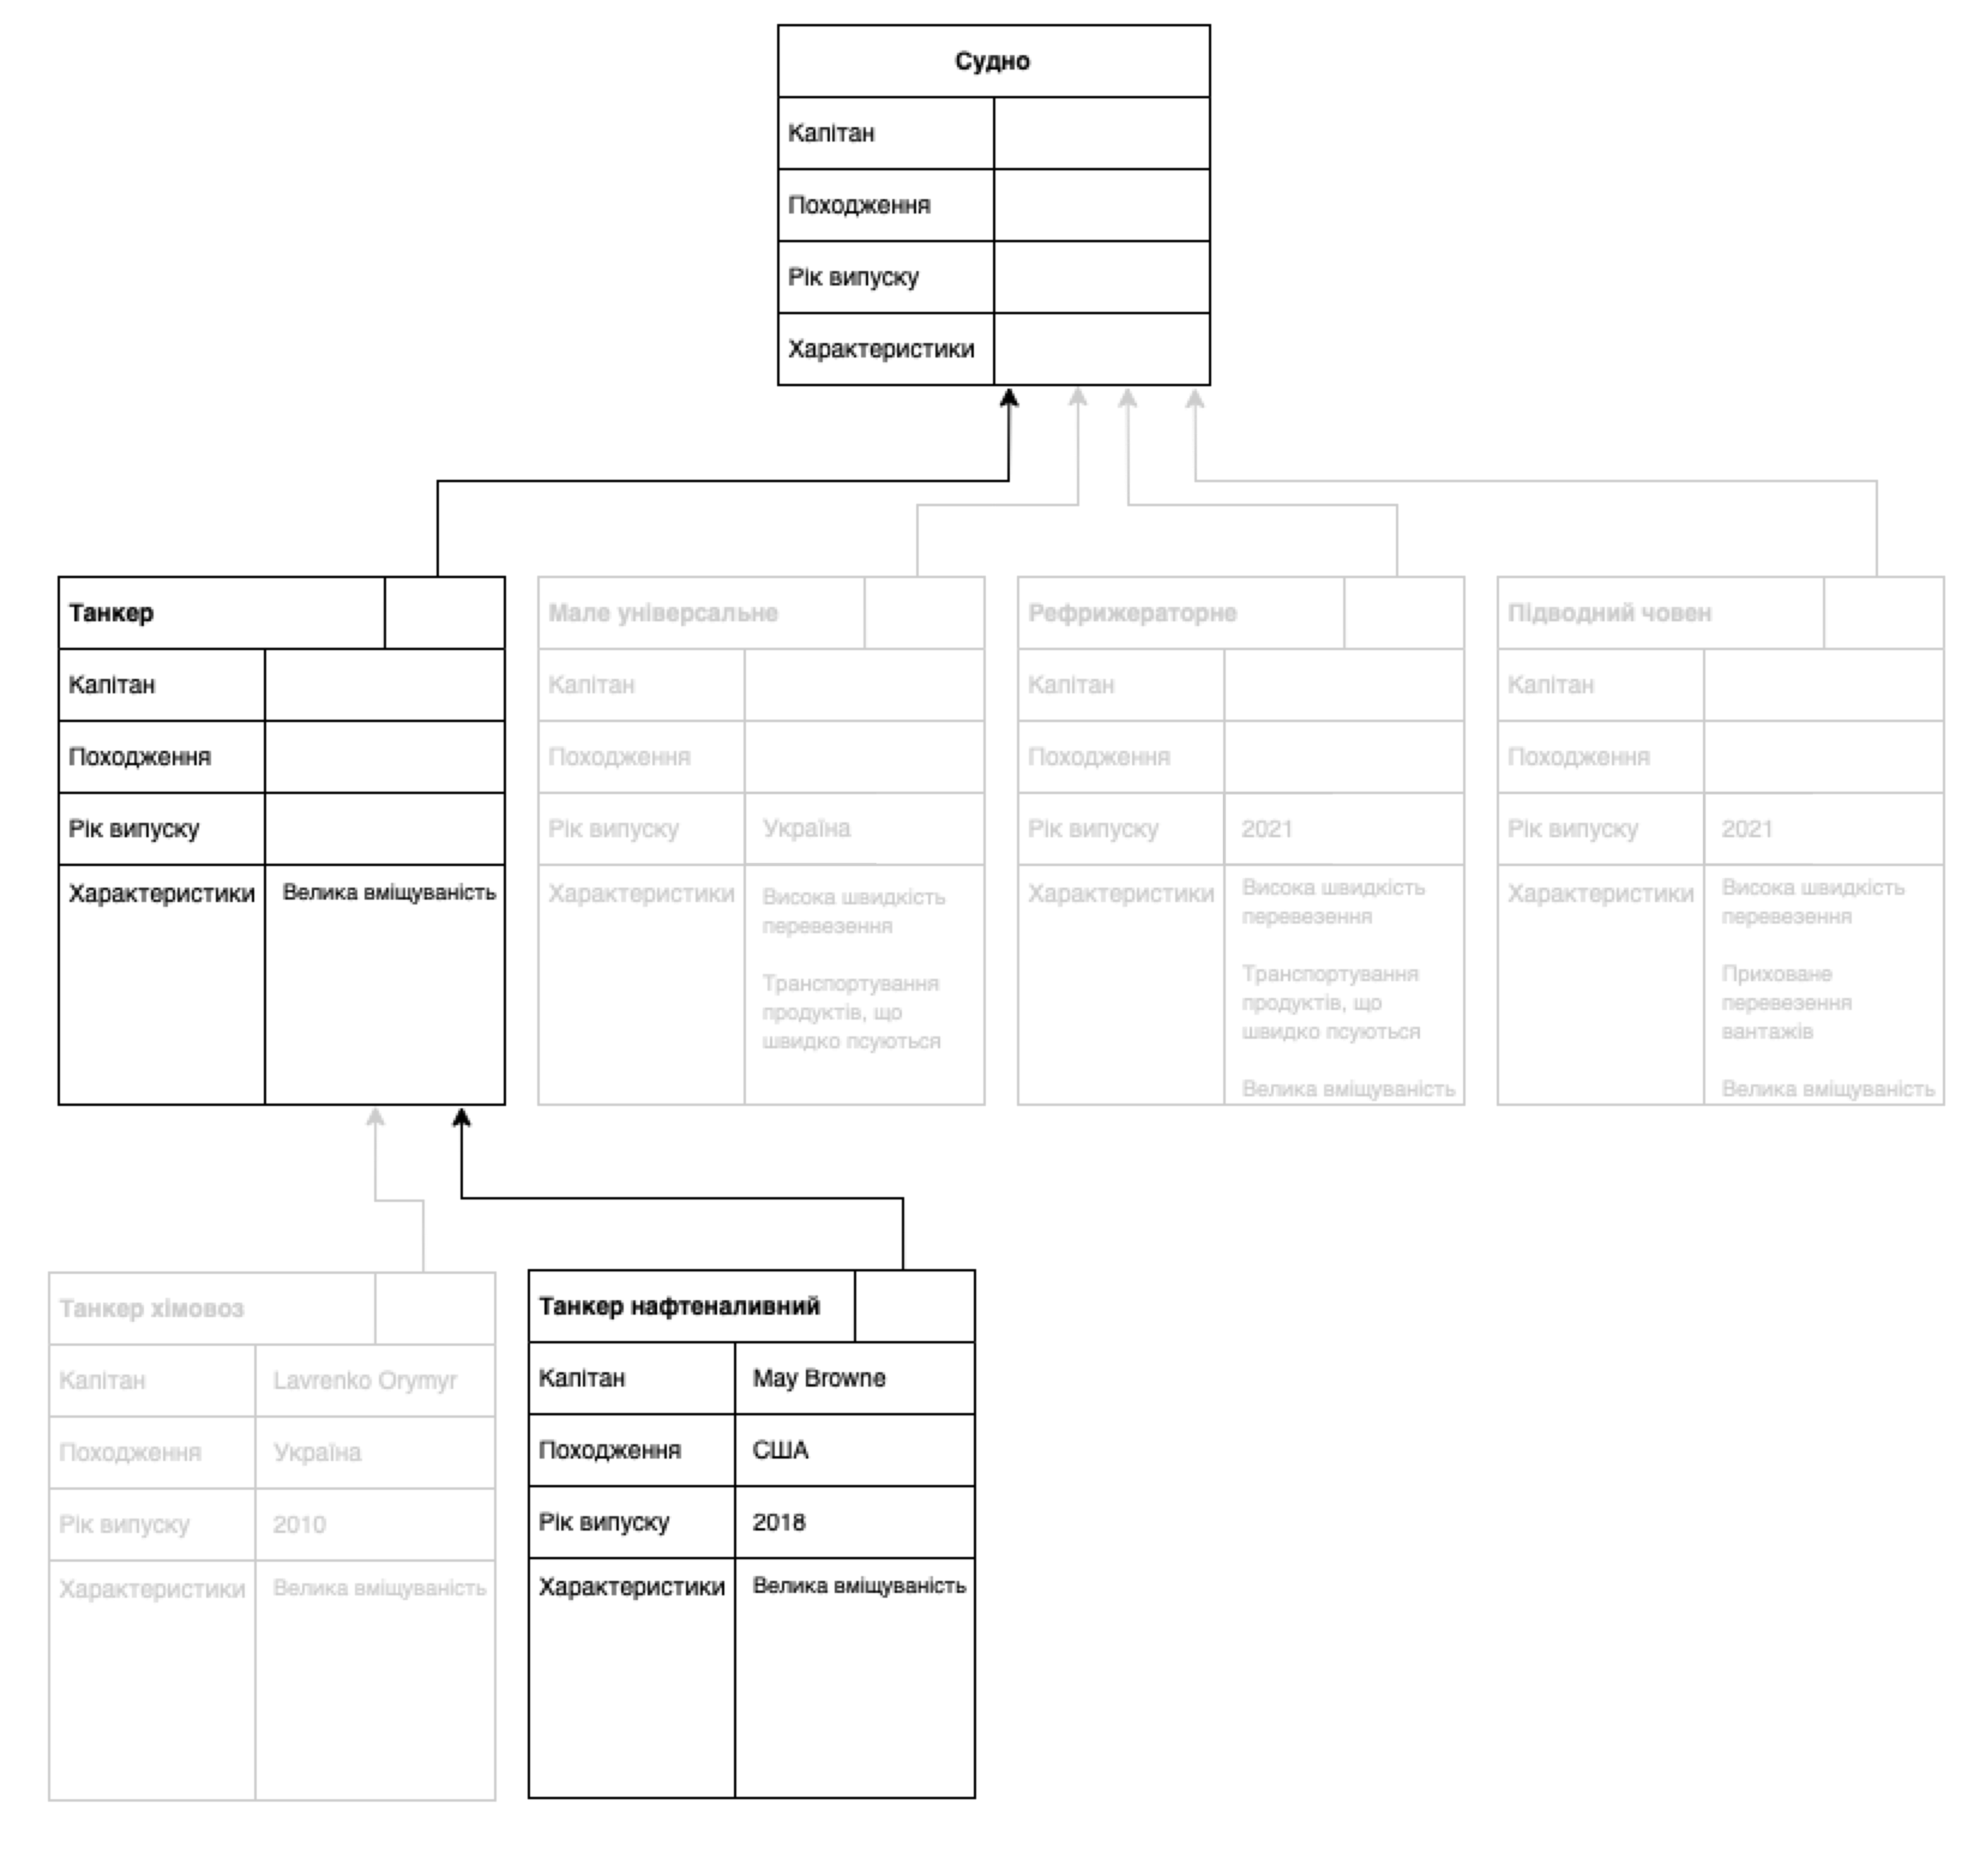 Судно
Капітан
Походження
Рік випуску
Характеристики
Танкер
Капітан
Походження
Рік випуску
Характеристики
Велика вміщуваність
Мале універсальне
Капітан
Походження
Рік випуску
Україна
Характеристики
Висока швидкість
перевезення
Транспортування
продуктів, що
швидко псуються
Рефрижераторне
Капітан
Походження
Рік випуску
2021
Характеристики
Висока швидкість
перевезення
Транспортування
продуктів, що
швидко псуються
Велика вміщуваність
Підводний човен
Капітан
Походження
Рік випуску
2021
Характеристики
Висока швидкість
перевезення
Приховане
перевезення
вантажів
Велика вміщуваність
Танкер хімовоз
Капітан
Lavrenko Orymyr
Походження
Україна
Рік випуску
2010
Характеристики
Велика вміщуваність
Танкер нафтеналивний
Капітан
May Browne
Походження
США
Рік випуску
2018
Характеристики
Велика вміщуваність